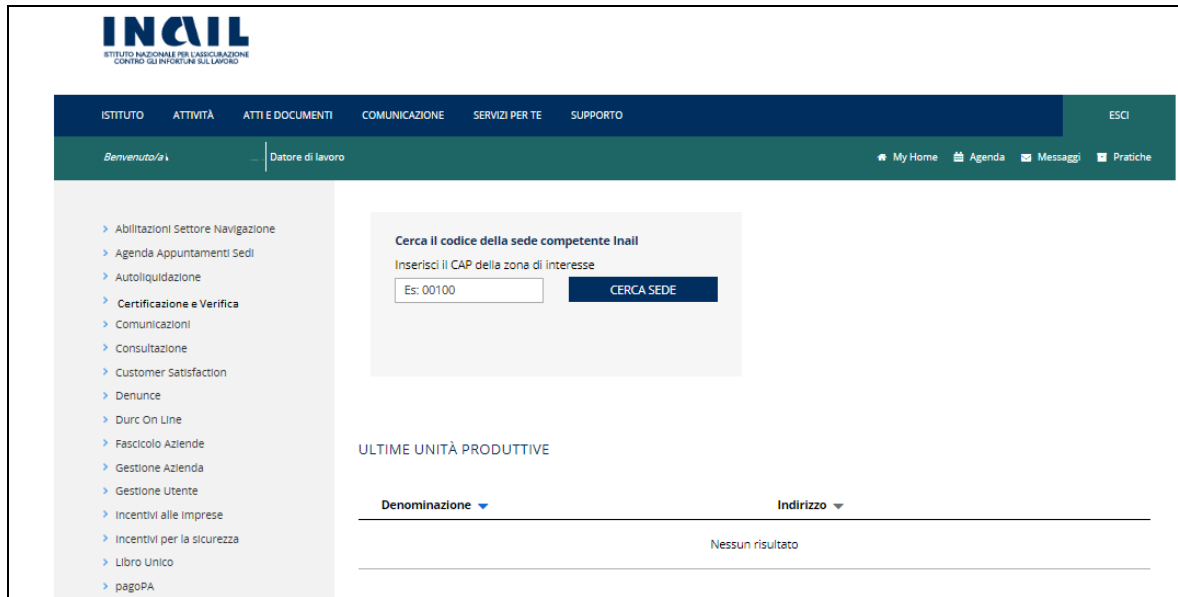 INAIL
ISTITUTO NAZIONALE PER L'ASSICURAZIONE
CONTRO GLI INFORTUNI SUL LAVORO
ISTITUTO ATTIVITÀ ATTI E DOCUMENTI COMUNICAZIONE SERVIZI PER TE SUPPORTO ESCI
Benvenuto/a Datore di lavoro My Home Agenda Messaggi Pratiche
Abilitazioni Settore Navigazione
Agenda Appuntamenti Sedi
Autoliquidazione
Certificazione e Verifica
Comunicazioni
Consultazione
Customer Satisfaction
Denunce
Durc On Line
Fascicolo Aziende
Gestione Azienda
Gestione Utente
Incentivi alle imprese
Incentivi per la sicurezza
Libro Unico
pagoPA
Cerca il codice della sede competente Inail
Inserisci il CAP della zona di interesse
Es: 00100 CERCA SEDE
ULTIME UNITÀ PRODUTTIVE
Denominazione Indirizzo
Nessun risultato